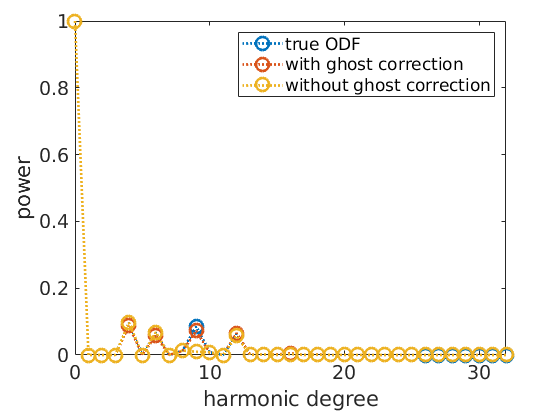 1
0.8
0.6
0.4
0.2
0
power
true ODF
with ghost correction
without ghost correction
0
10
20
30
harmonic degree